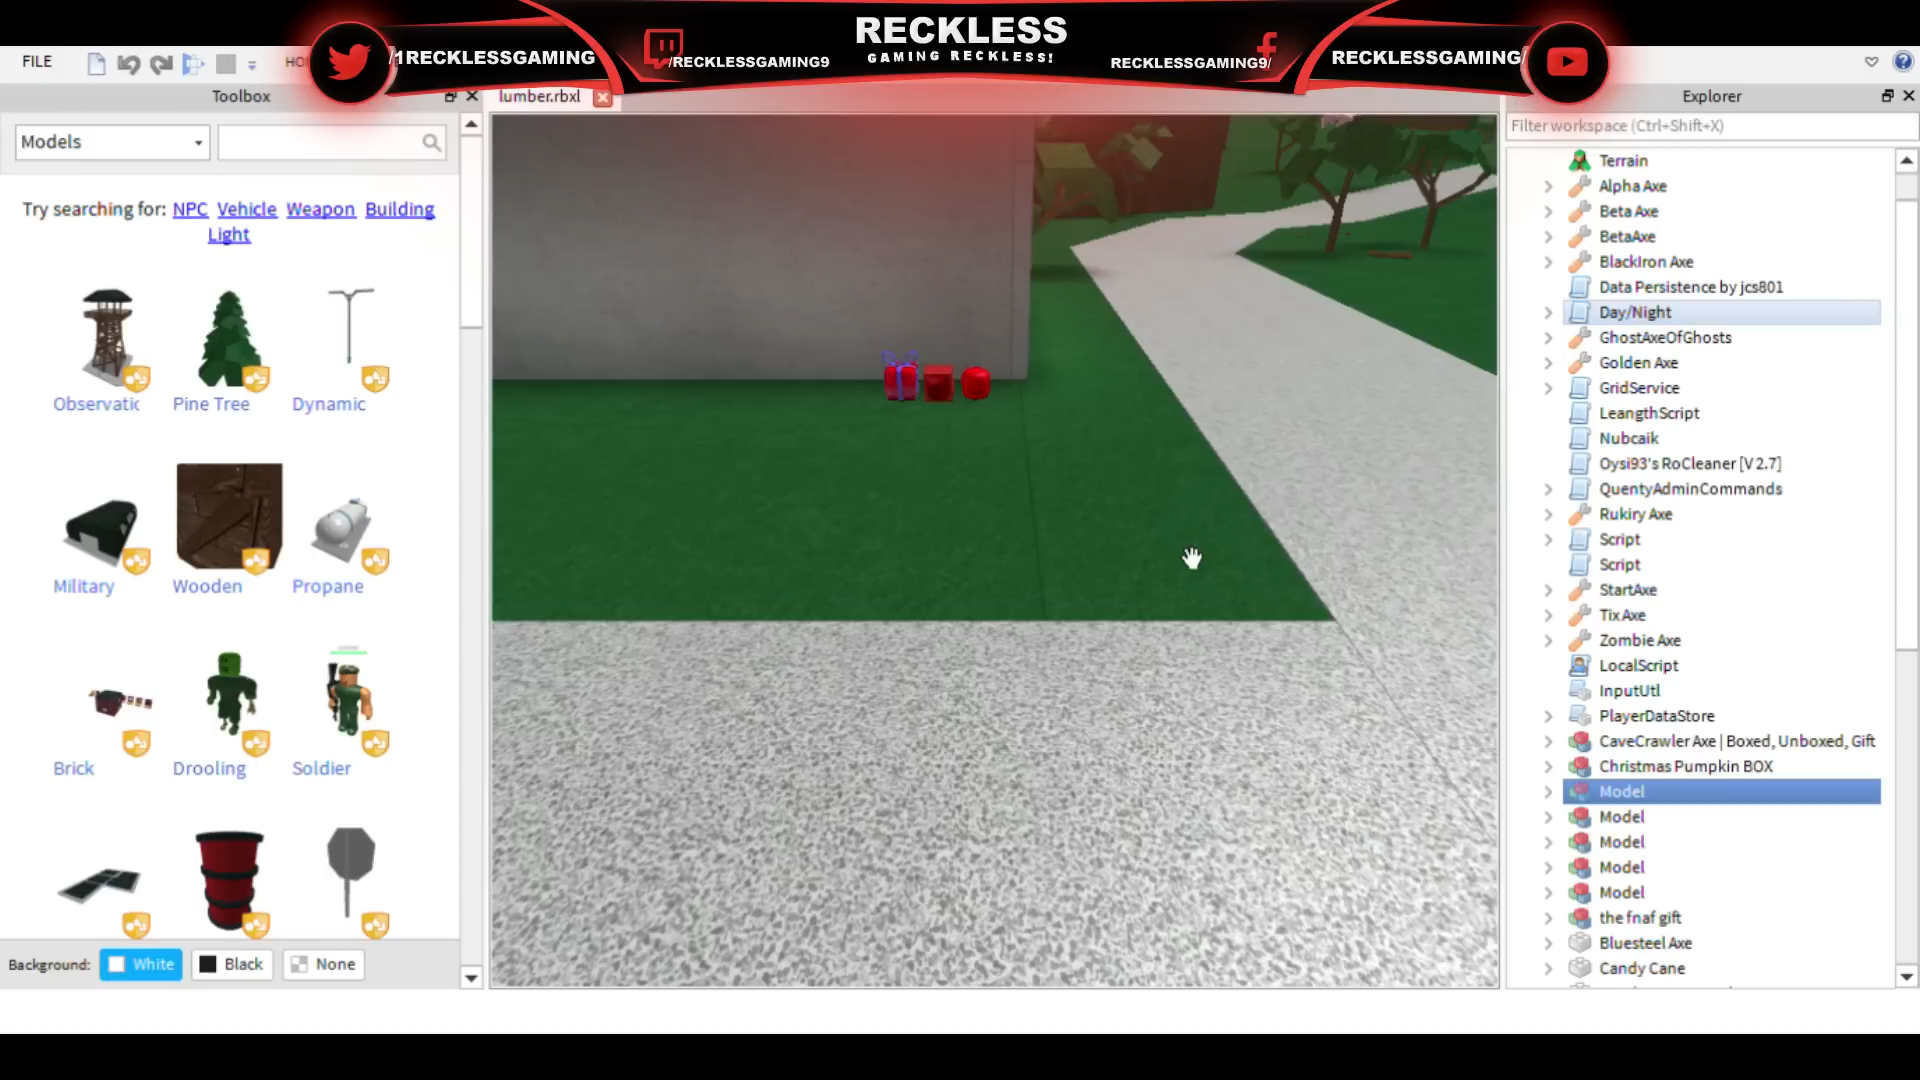 RECKLESS
GAMING RECKLESS!
/1RECKLESSGAMING
/RECKLESSGAMING9
RECKLESSGAMING9/
RECKLESSGAMING/
FILE
Toolbox
lumber.rbxl
Explorer
Models
Filter workspace (Ctrl+Shift+X)
Try searching for: NPC Vehicle Weapon Building
Light
Observatic
Pine Tree
Dynamic
Military
Wooden
Propane
Brick
Drooling
Soldier
Background: White Black None
Terrain
Alpha Axe
Beta Axe
BetaAxe
BlackIron Axe
Data Persistence by jcs801
Day/Night
GhostAxeOfGhosts
Golden Axe
GridService
LeangthScript
Nubcaik
Oysi93's RoCleaner [V 2.7]
QuentyAdminCommands
Rukiry Axe
Script
Script
StartAxe
Tix Axe
Zombie Axe
LocalScript
InputUtl
PlayerDataStore
CaveCrawler Axe | Boxed, Unboxed, Gift
Christmas Pumpkin BOX
Model
Model
Model
Model
Model
the fnaf gift
Bluesteel Axe
Candy Cane